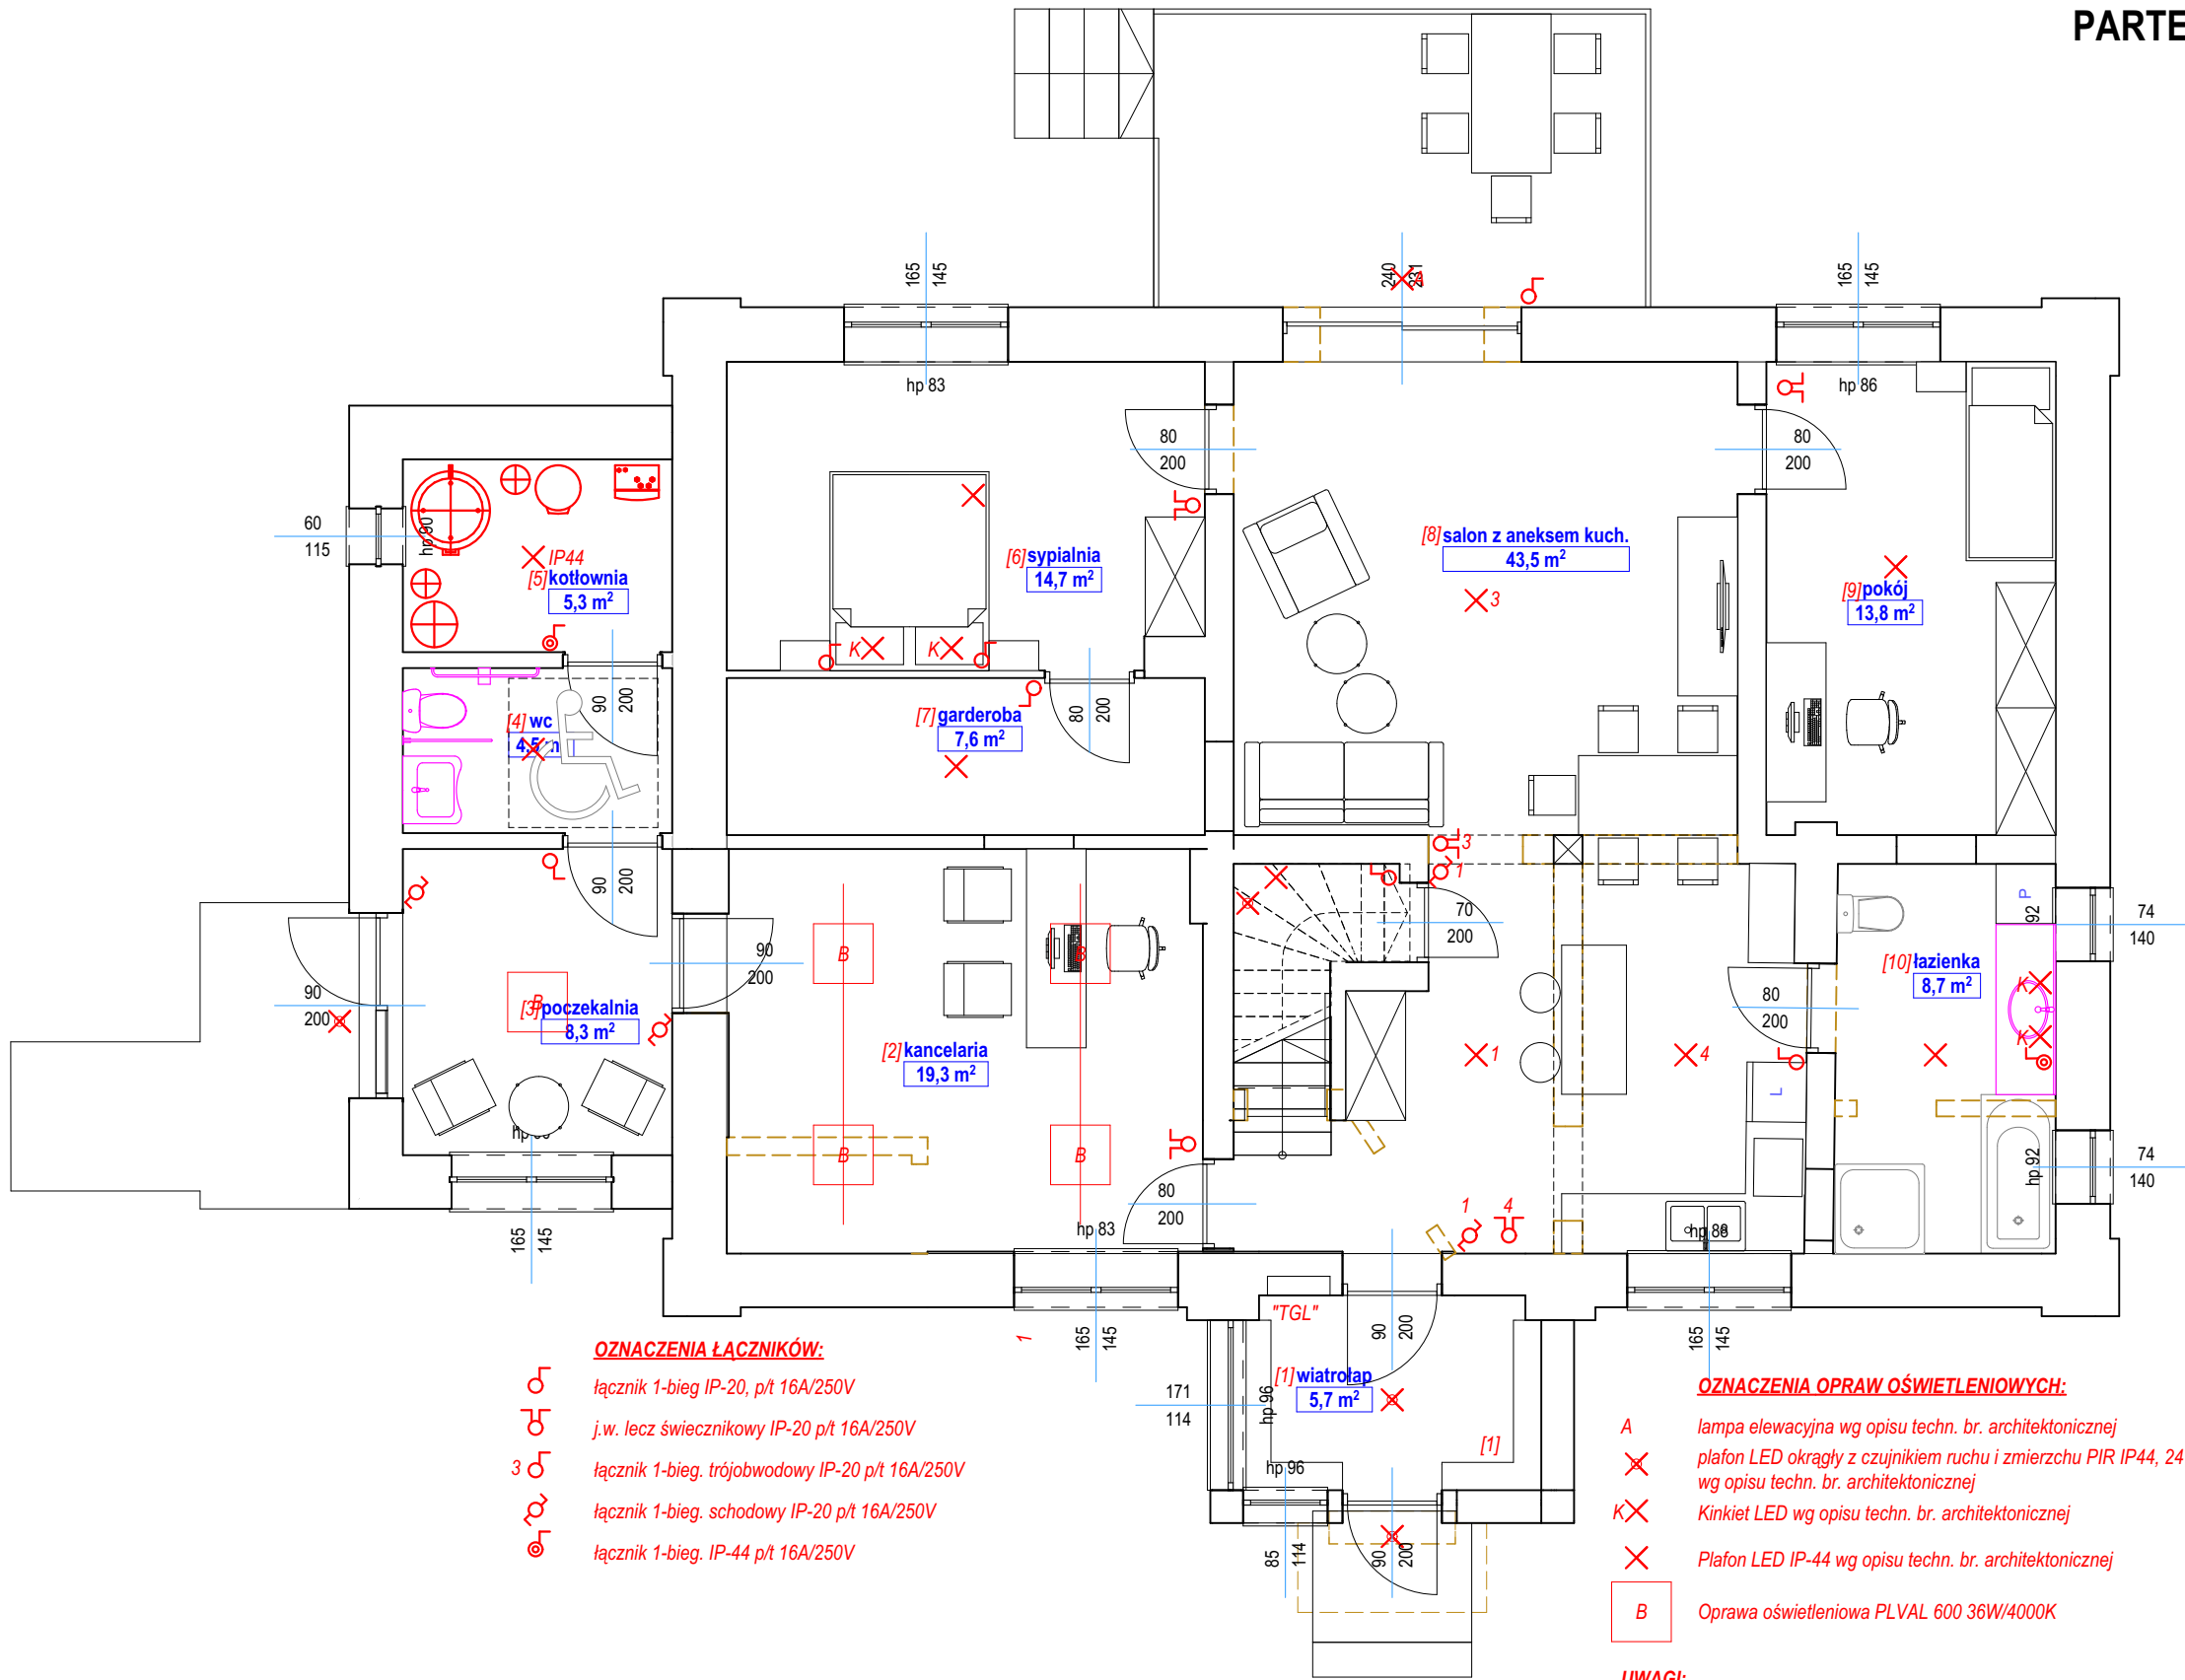 PARTE
165
145
240
231
A
165
145
hp 83
hp 86
80
200
80
200
60
115
hp 90
IP44
[5] kotłownia
5,3 m²
[6] sypialnia
14,7 m²
[8] salon z aneksem kuch.
43,5 m²
3
[9] pokój
13,8 m²
K
K
90
200
[4] wc
4,5 m
[7] garderoba
7,6 m²
80
200
3
1
90
200
70
200
P
92
74
140
B
B
90
200
90
200
B
[3] poczekalnia
8,3 m²
[2] kancelaria
19,3 m²
[10] łazienka
8,7 m²
K
K
80
200
1
4
L
B
B
80
200
hp 92
74
140
1
4
hp 83
165
145
165
145
"TGL"
90
200
165
145
1
[1] wiatrołap
5,7 m²
171
114
hp 96
[1]
hp 96
85
114
90
200
OZNACZENIA ŁĄCZNIKÓW:
łącznik 1-bieg IP-20, p/t 16A/250V
j.w. lecz świecznikowy IP-20 p/t 16A/250V
3 łącznik 1-bieg. trójobwodowy IP-20 p/t 16A/250V
łącznik 1-bieg. schodowy IP-20 p/t 16A/250V
łącznik 1-bieg. IP-44 p/t 16A/250V
OZNACZENIA OPRAW OŚWIETLENIOWYCH:
A lampa elewacyjna wg opisu techn. br. architektonicznej
plafon LED okrągły z czujnikiem ruchu i zmierzchu PIR IP44, 24
wg opisu techn. br. architektonicznej
K Kinkiet LED wg opisu techn. br. architektonicznej
Plafon LED IP-44 wg opisu techn. br. architektonicznej
B Oprawa oświetleniowa PLVAL 600 36W/4000K
UWAGI: